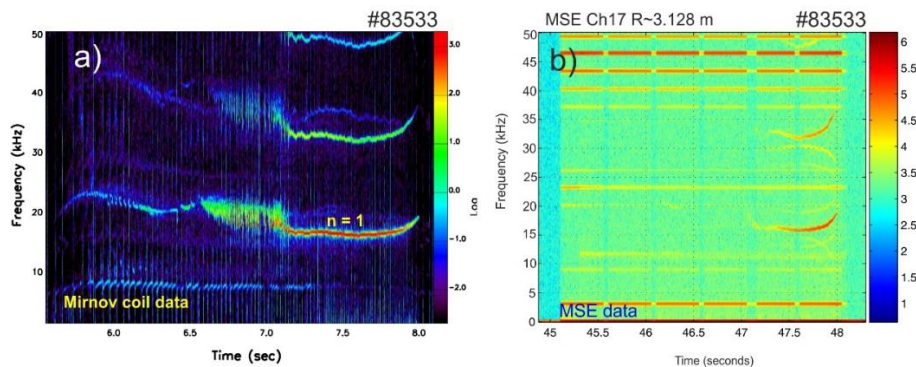 #83533
a)
50
40
30
20
10
Frequency (kHz)
n = 1
Mirnov coil data
6.0 6.5 7.0 7.5 8.0
Time (sec)
3.0
2.0
1.0
0.0
-1.0
-2.0
Log
MSE Ch17 R~3.128 m #83533
b)
50
45
40
35
30
25
20
15
10
5
0
Frequency (kHz)
MSE data
45 45.5 46 46.5 47 47.5 48
Time (seconds)
6
5.5
5
4.5
4
3.5
3
2.5
2
1.5
1